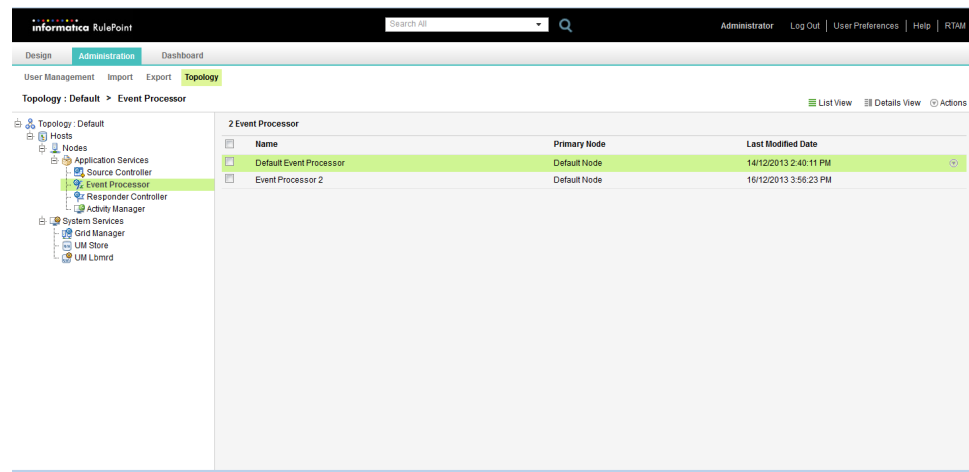 informatica RulePoint
Search All
Administrator Log Out | User Preferences | Help | RTAM
Design Administration Dashboard
User Management Import Export Topology
Topology : Default > Event Processor
List View Details View Actions
Topology : Default
Hosts
Nodes
Application Services
Source Controller
Event Processor
Responder Controller
Activity Manager
System Services
Grid Manager
UM Store
UM Lbmrd
2 Event Processor
Name Primary Node Last Modified Date
Default Event Processor Default Node 14/12/2013 2:40:11 PM
Event Processor 2 Default Node 16/12/2013 3:56:23 PM